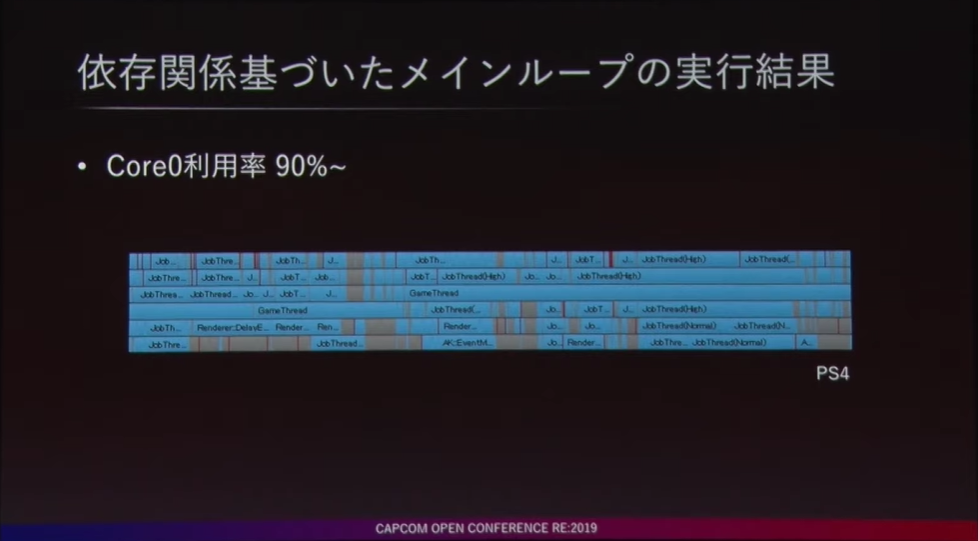 依存関係基づいたメインループの実行結果
• Core0利用率 90%~
Job... JobThre... JobTh... J... JobTh... J... JobT... J... JobThread(High) JobThread(...
JobThre... JobThre... J... JobT... Job... JobT... JobThread(High) Jo... Jo... JobThread(High)
JobThrea... JobThread... Jo... J... JobT... J... GameThread
GameThread JobThread(... Jo... JobT... J... JobThread(High)
JobTh... Renderer::DelayE... Render... Ren... Render... Jo... Jo... JobThread(Normal) JobThread(N...
JobThre... JobThread... AK::EventM... Jo... Render... JobThre... JobThread(Normal) A...
PS4
CAPCOM OPEN CONFERENCE RE:2019